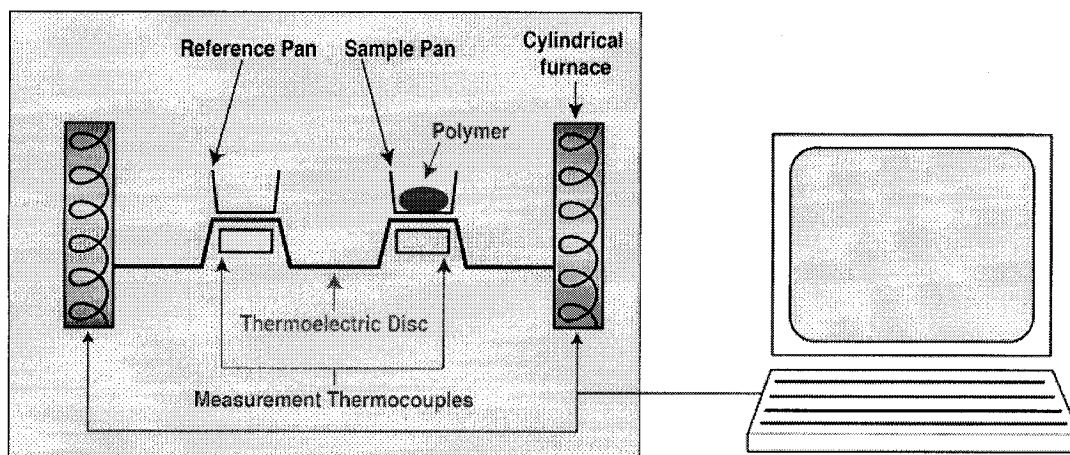 Reference Pan
Sample Pan
Cylindrical
furnace
Polymer
Thermoelectric Disc
Measurement Thermocouples